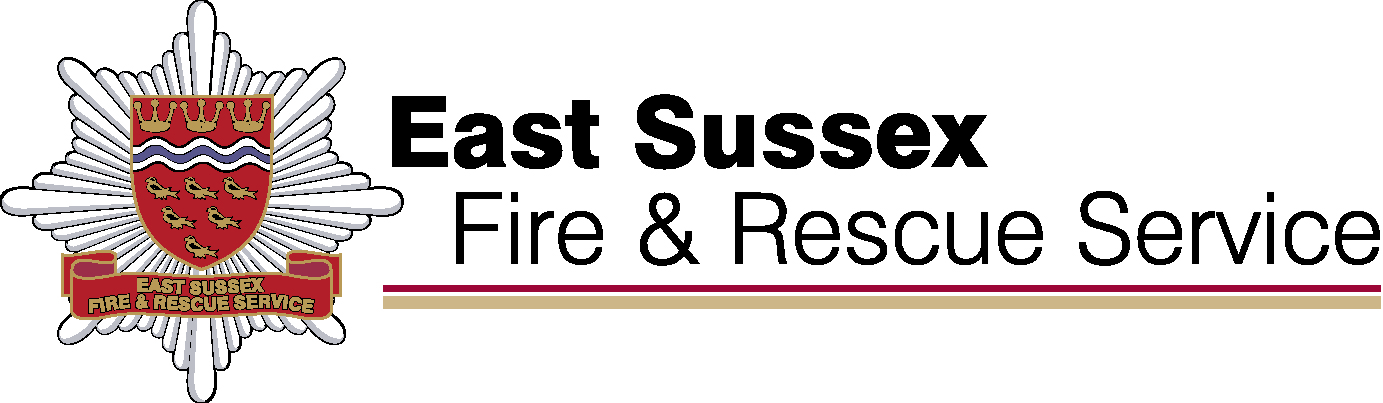 East Sussex
Fire & Rescue Service
EAST SUSSEX
FIRE & RESCUE SERVICE